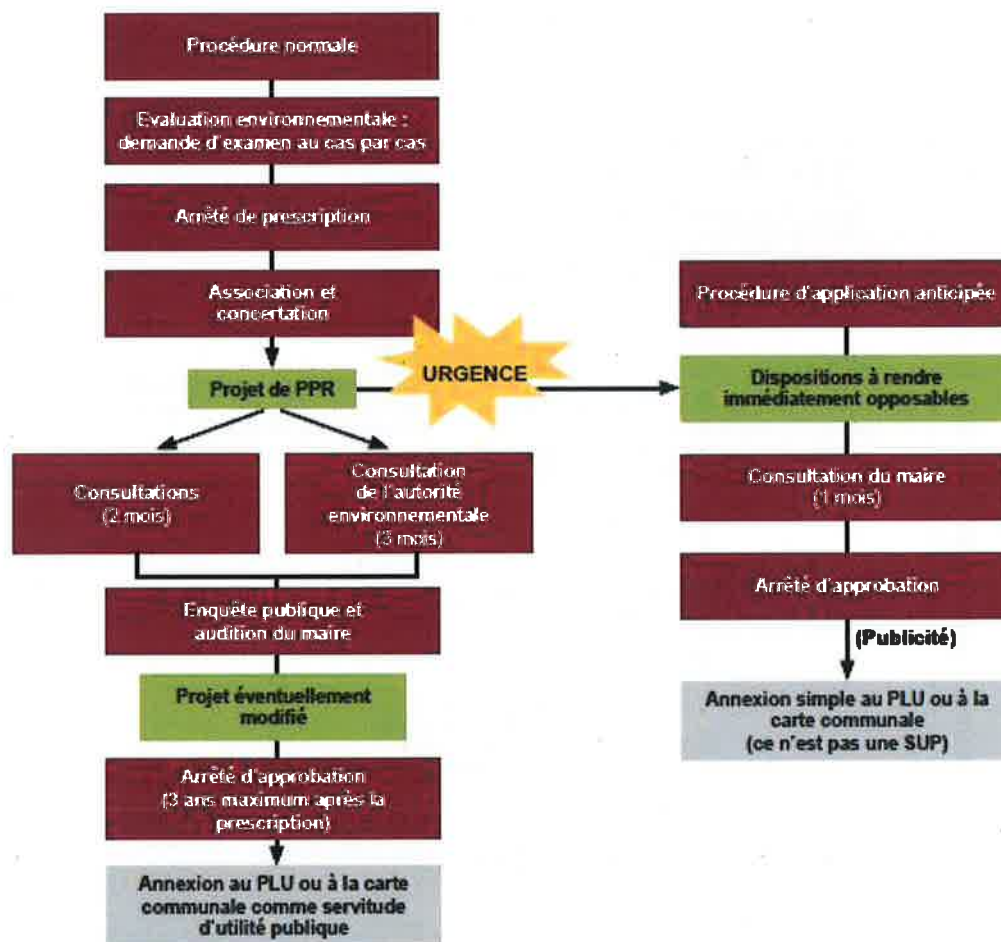 Procédure normale
Evaluation environnementale :
demande d'examen au cas par cas
Arrêté de prescription
Association et
concertation
URGENCE
Projet de PPR
Consultations
(2 mois)
Consultation
de l'autorité
environnementale
(3 mois)
Enquête publique et
audition du maire
Projet éventuellement
modifié
Arrêté d'approbation
(3 ans maximum après la
prescription)
Annexion au PLU ou à la carte
communale comme servitude
d'utilité publique
Procédure d'application anticipée
Dispositions à rendre
immédiatement opposables
Consultation du maire
(1 mois)
Arrêté d'approbation
(Publicité)
Annexion simple au PLU ou à la
carte communale
(ce n'est pas une SUP)